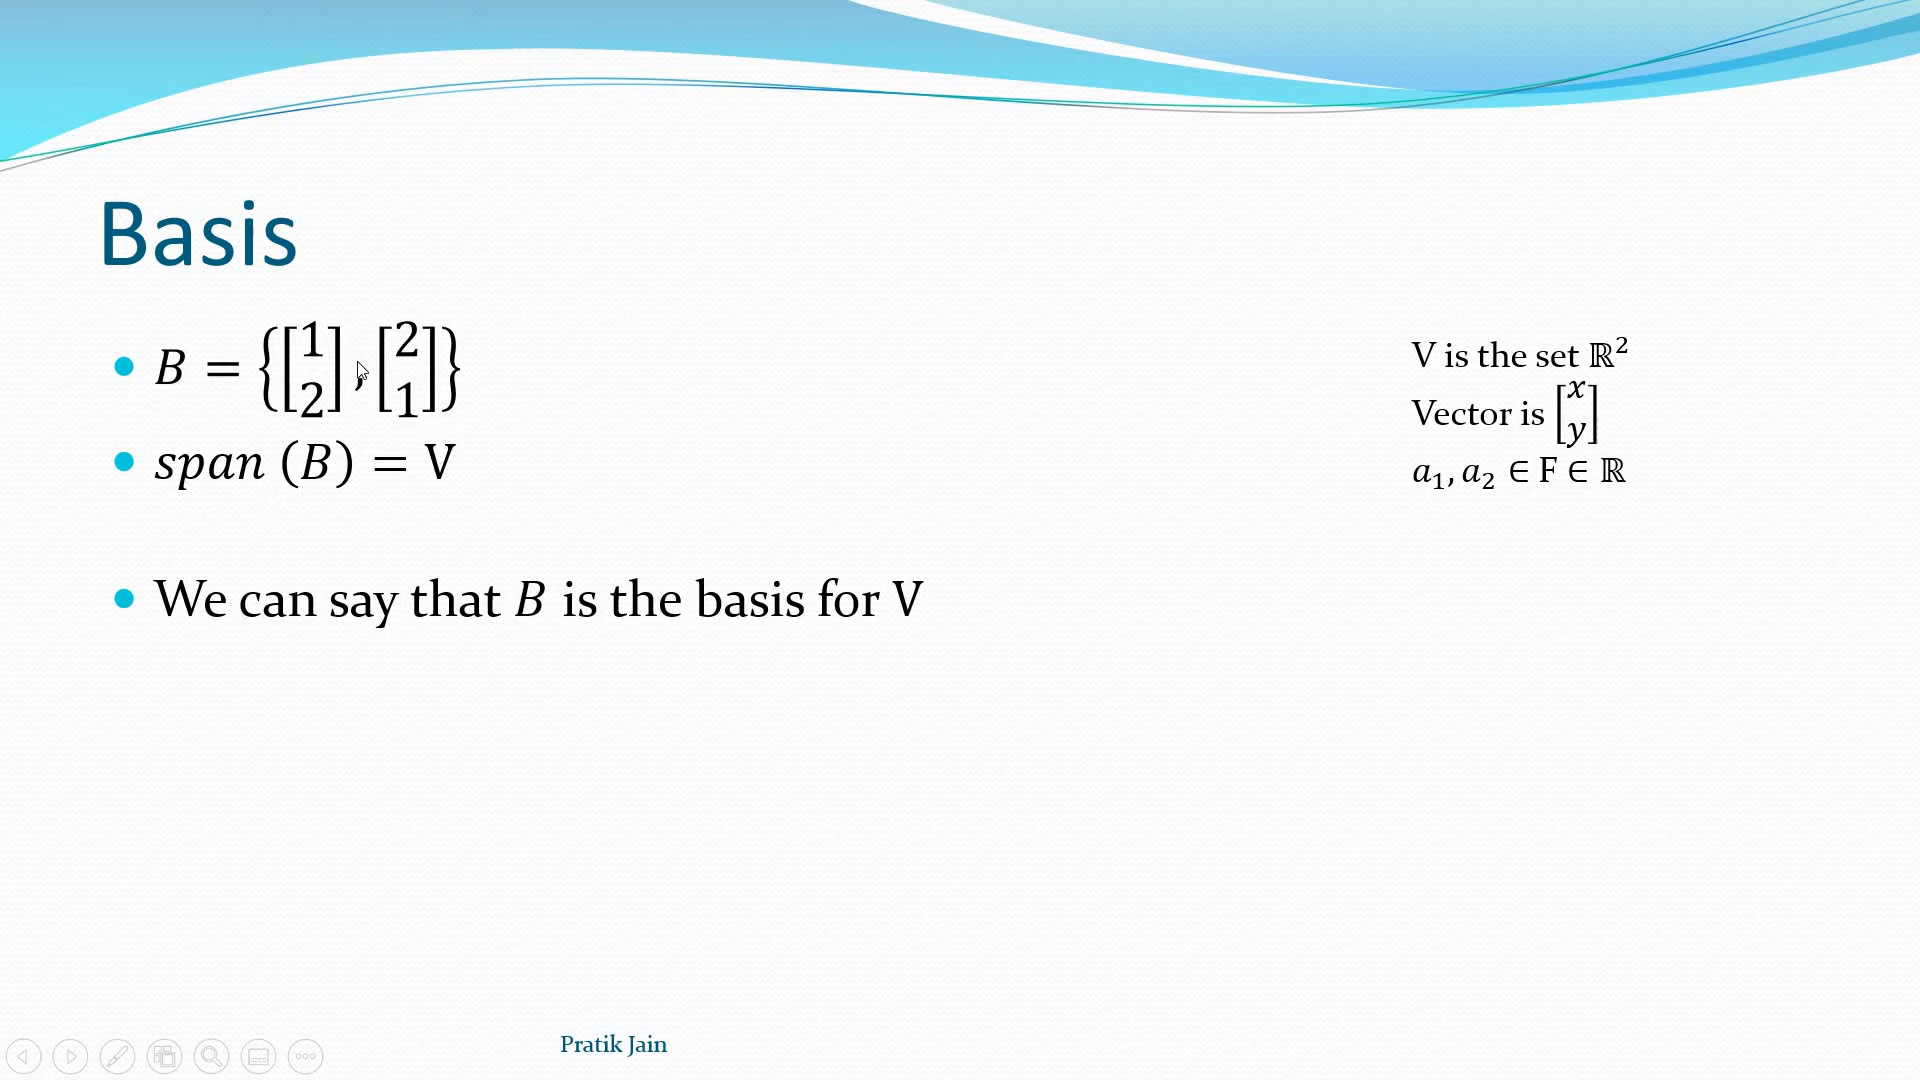 Basis
• B = {[1 2], [2 1]}
• span (B) = V
• We can say that B is the basis for V
V is the set ℝ²
Vector is [x y]
a₁, a₂ ∈ F ∈ ℝ
Pratik Jain